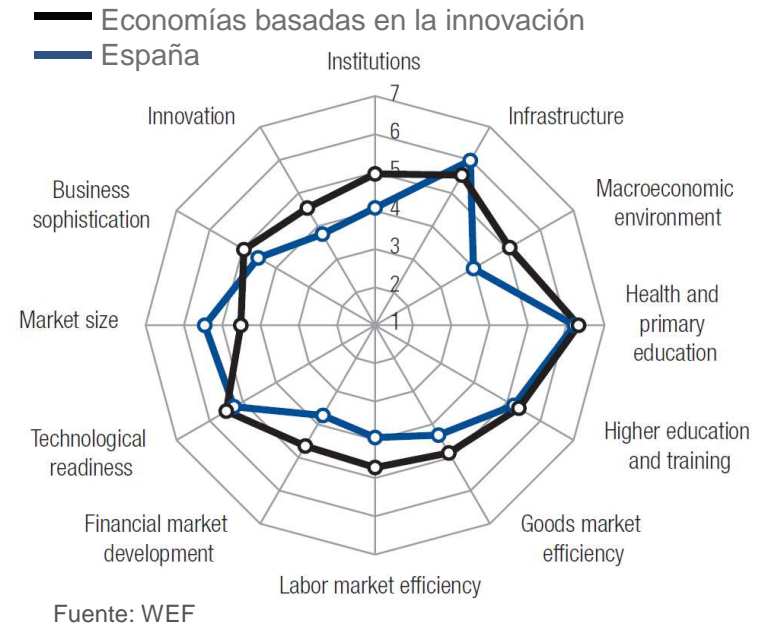 Economías basadas en la innovación
España
Institutions
Infrastructure
Macroeconomic
environment
Health and
primary
education
Higher education
and training
Goods market
efficiency
Labor market efficiency
Financial market
development
Technological
readiness
Market size
Business
sophistication
Innovation
7
6
5
4
3
2
1
Fuente: WEF